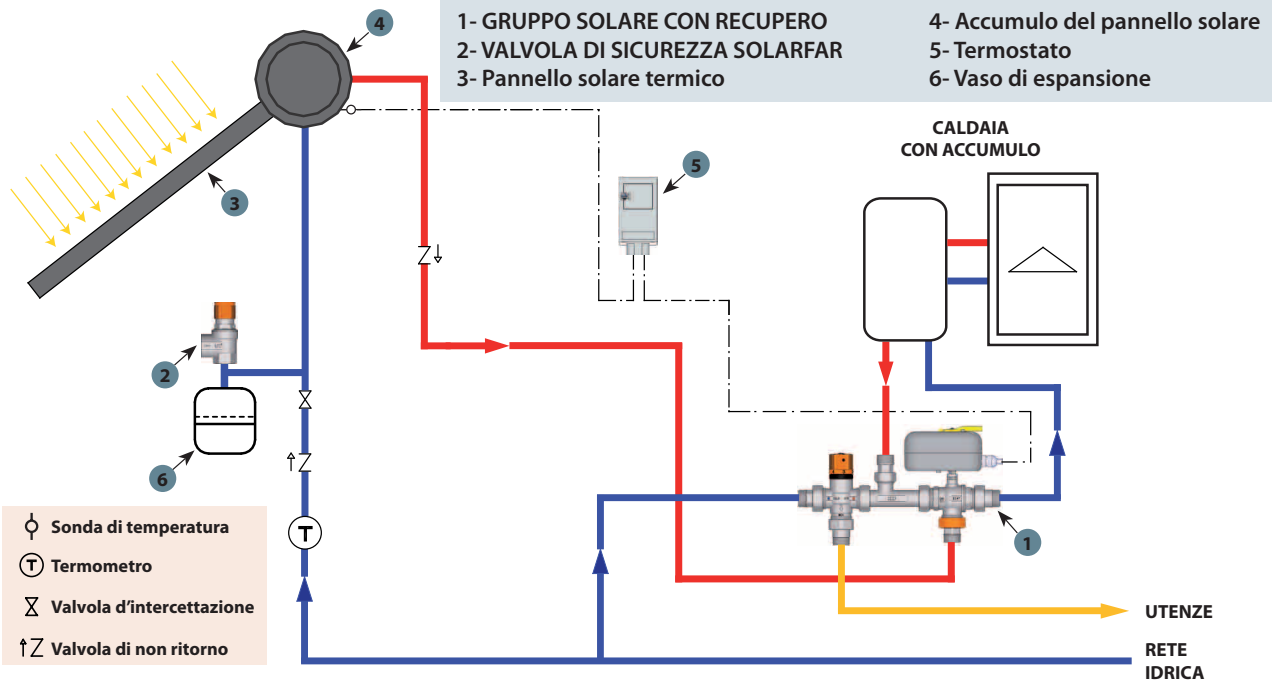 1- GRUPPO SOLARE CON RECUPERO
2- VALVOLA DI SICUREZZA SOLARFAR
3- Pannello solare termico
4- Accumulo del pannello solare
5- Termostato
6- Vaso di espansione
4
3
5
CALDAIA
CON ACCUMULO
2
6
T
1
Sonda di temperatura
T Termometro
Valvola d'intercettazione
Valvola di non ritorno
UTENZE
RETE
IDRICA